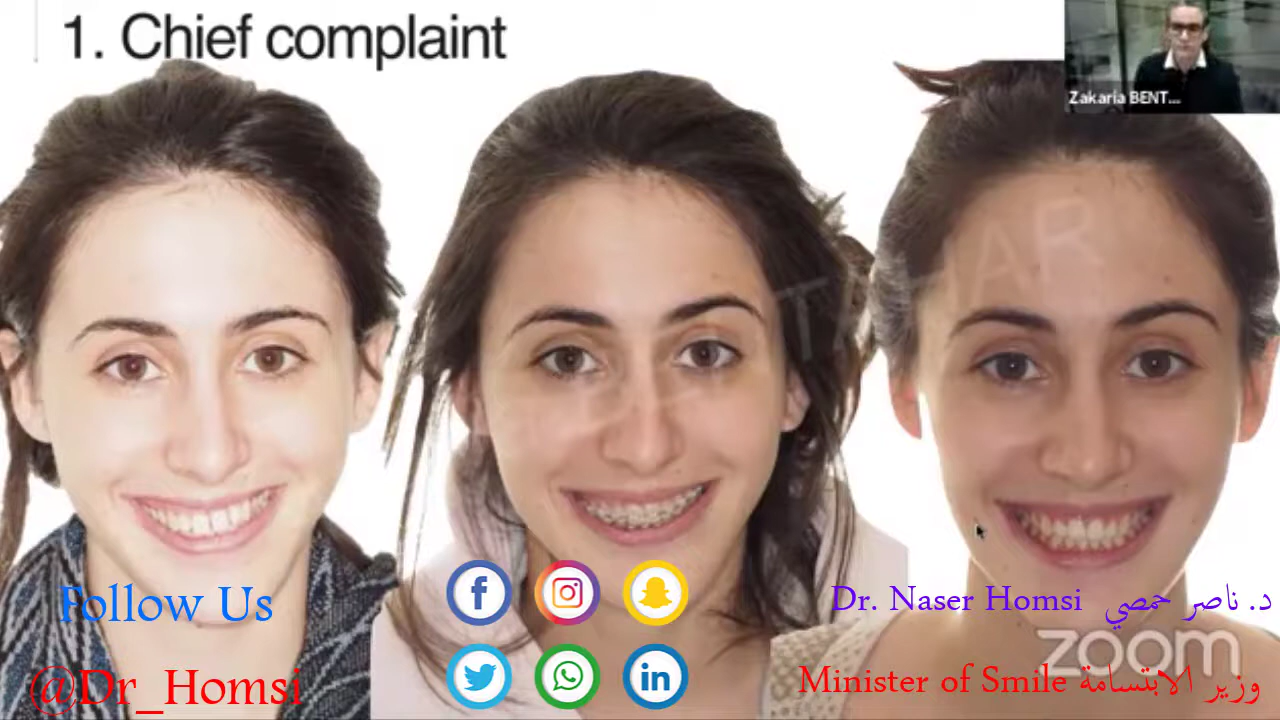 1. Chief complaint
Zakaria BENT...
TAHAR
Follow Us
Dr. Naser Homsi د. ناصر حمصي
zoom
@Dr_Homsi
Minister of Smile وزير الابتسامة